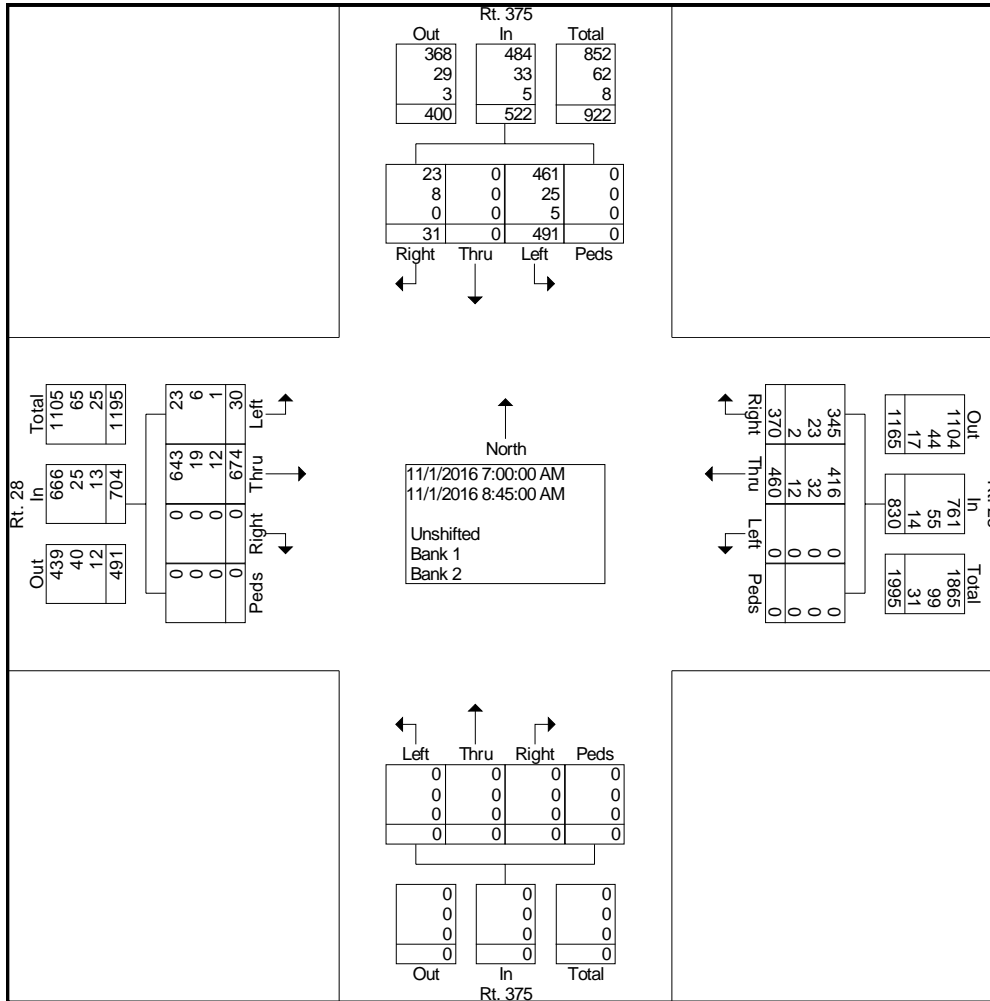 Rt. 375
Out In Total
368 484 852
29 33 62
3 5 8
400 522 922
23 0 461 0
8 0 25 0
0 0 5 0
31 0 491 0
Right Thru Left Peds
Rt. 28
Total
1105
65
25
1195
In
666
25
13
704
Out
439
40
12
491
23
6
1
30
Left
643
19
12
674
Thru
0
0
0
0
Right
0
0
0
0
Peds
North
11/1/2016 7:00:00 AM
11/1/2016 8:45:00 AM
Unshifted
Bank 1
Bank 2
Right
345
23
2
370
Thru
416
32
12
460
Left
0
0
0
0
Peds
0
0
0
0
Out
1104
44
17
1165
In
761
55
14
830
Total
1865
99
31
1995
Left Thru Right Peds
0 0 0 0
0 0 0 0
0 0 0 0
0 0 0 0
0 0 0
0 0 0
0 0 0
0 0 0
Out In Total
Rt. 375